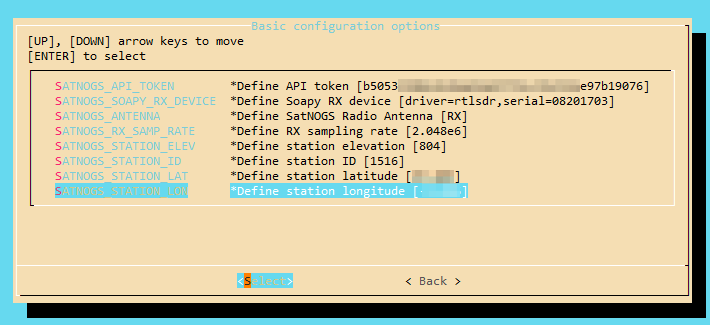 Basic configuration options
[UP], [DOWN] arrow keys to move
[ENTER] to select
SATNOGS_API_TOKEN *Define API token [b5053 e97b19076]
SATNOGS_SOAPY_RX_DEVICE *Define Soapy RX device [driver=rtlsdr,serial=08201703]
SATNOGS_ANTENNA *Define SatNOGS Radio Antenna [RX]
SATNOGS_RX_SAMP_RATE *Define RX sampling rate [2.048e6]
SATNOGS_STATION_ELEV *Define station elevation [804]
SATNOGS_STATION_ID *Define station ID [1516]
SATNOGS_STATION_LAT *Define station latitude [ ]
SATNOGS_STATION_LON *Define station longitude [ ]
<Select> < Back >